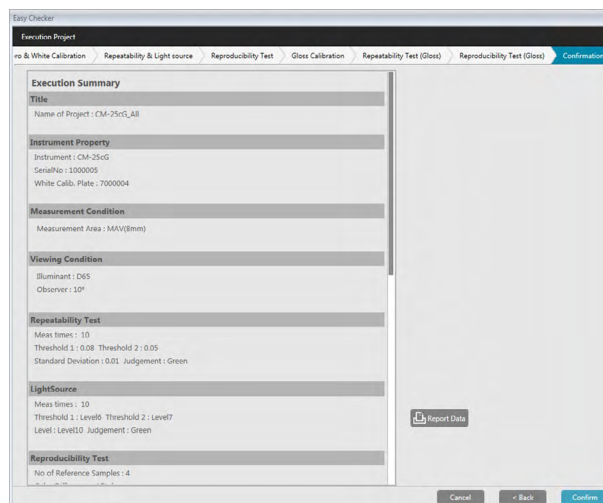 Easy Checker
Execution Project
ro & White Calibration
Repeatability & Light source
Reproducibility Test
Gloss Calibration
Repeatability Test (Gloss)
Reproducibility Test (Gloss)
Confirmation
Execution Summary
Title
Name of Project : CM-25cG_All
Instrument Property
Instrument : CM-25cG
SerialNo : 1000005
White Calib. Plate : 7000004
Measurement Condition
Measurement Area : MAV(8mm)
Viewing Condition
Illuminant : D65
Observer : 10°
Repeatability Test
Meas times : 10
Threshold 1 : 0.08 Threshold 2 : 0.05
Standard Deviation : 0.01 Judgement : Green
LightSource
Meas times : 10
Threshold 1 : Level6 Threshold 2 : Level7
Level : Level10 Judgement : Green
Reproducibility Test
No of Reference Samples : 4
Report Data
Cancel
< Back
Confirm